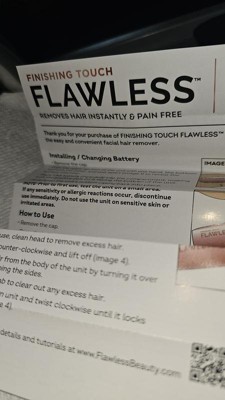 FINISHING TOUCH
FLAWLESS™
REMOVES HAIR INSTANTLY & PAIN FREE
Thank you for your purchase of FINISHING TOUCH FLAWLESS™
the easy and convenient facial hair remover.
Installing / Changing Battery
IMAGE
If any sensitivity or allergic reactions occur, discontinue
use immediately. Do not use the unit on sensitive skin or
irritated areas.
How to Use
- Remove the cap.
FLAWLE
use, clean head to remove excess hair.
ounter-clockwise and lift off (image 4).
r from the body of the unit by turning it over
ing the sides.
ab to clear out any excess hair.
n unit and twist clockwise until it locks
e 4).
details and tutorials at www.FlawlessBeauty.com